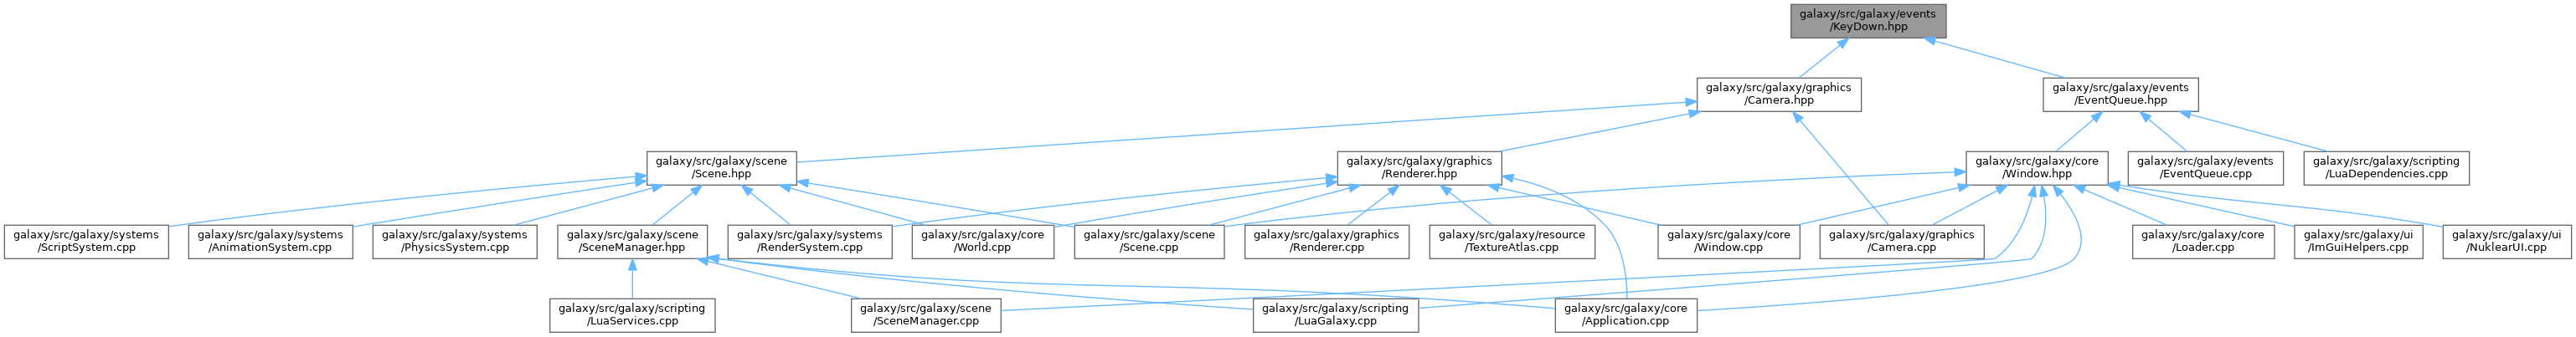 galaxy/src/galaxy/events
/KeyDown.hpp
galaxy/src/galaxy/graphics
/Camera.hpp
galaxy/src/galaxy/events
/EventQueue.hpp
galaxy/src/galaxy/scene
/Scene.hpp
galaxy/src/galaxy/graphics
/Renderer.hpp
galaxy/src/galaxy/core
/Window.hpp
galaxy/src/galaxy/events
/EventQueue.cpp
galaxy/src/galaxy/scripting
/LuaDependencies.cpp
galaxy/src/galaxy/systems
/ScriptSystem.cpp
galaxy/src/galaxy/systems
/AnimationSystem.cpp
galaxy/src/galaxy/systems
/PhysicsSystem.cpp
galaxy/src/galaxy/scene
/SceneManager.hpp
galaxy/src/galaxy/systems
/RenderSystem.cpp
galaxy/src/galaxy/core
/World.cpp
galaxy/src/galaxy/scene
/Scene.cpp
galaxy/src/galaxy/graphics
/Renderer.cpp
galaxy/src/galaxy/resource
/TextureAtlas.cpp
galaxy/src/galaxy/core
/Window.cpp
galaxy/src/galaxy/graphics
/Camera.cpp
galaxy/src/galaxy/core
/Loader.cpp
galaxy/src/galaxy/ui
/ImGuiHelpers.cpp
galaxy/src/galaxy/ui
/NuklearUI.cpp
galaxy/src/galaxy/scripting
/LuaServices.cpp
galaxy/src/galaxy/scene
/SceneManager.cpp
galaxy/src/galaxy/scripting
/LuaGalaxy.cpp
galaxy/src/galaxy/core
/Application.cpp